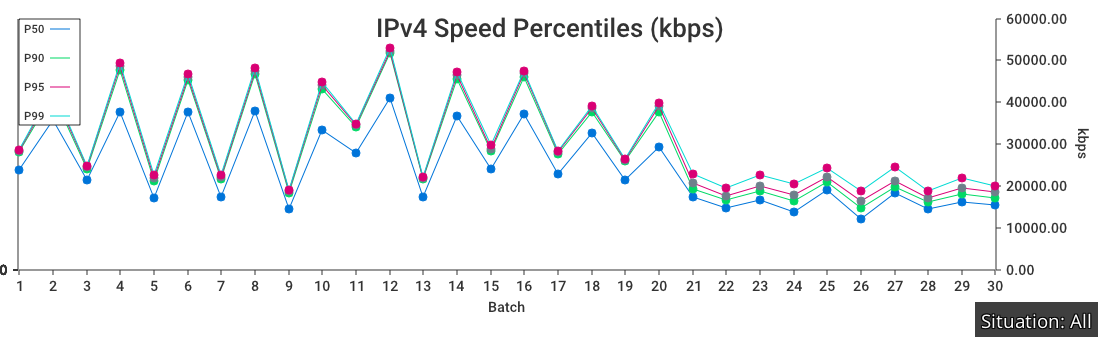 IPv4 Speed Percentiles (kbps)
P50
P90
P95
P99
60000.00
50000.00
40000.00
30000.00
20000.00
10000.00
0.00
kbps
0
1 2 3 4 5 6 7 8 9 10 11 12 13 14 15 16 17 18 19 20 21 22 23 24 25 26 27 28 29 30
Batch
Situation: All